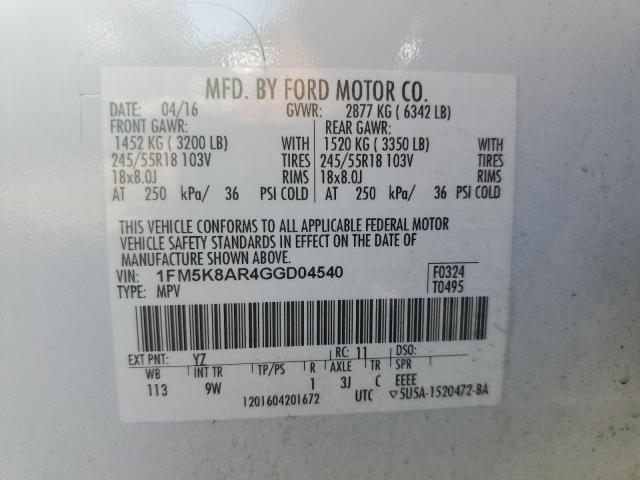 MFD. BY FORD MOTOR CO.
DATE: 04/16 GVWR: 2877 KG ( 6342 LB)
FRONT GAWR: REAR GAWR:
1452 KG ( 3200 LB) WITH 1520 KG ( 3350 LB) WITH
245/55R18 103V TIRES 245/55R18 103V TIRES
18x8.0J RIMS 18x8.0J RIMS
AT 250 kPa/ 36 PSI COLD AT 250 kPa/ 36 PSI COLD
THIS VEHICLE CONFORMS TO ALL APPLICABLE FEDERAL MOTOR
VEHICLE SAFETY STANDARDS IN EFFECT ON THE DATE OF
MANUFACTURE SHOWN ABOVE.
VIN: 1FM5K8AR4GGD04540 F0324
TYPE: MPV T0495
EXT PNT: YZ RC: 11 DSO:
WB INT TR TP/PS R AXLE TR SPR
113 9W 1 3J C EEEE
1201604201672 UTC ▽5U5A-1520472-BA